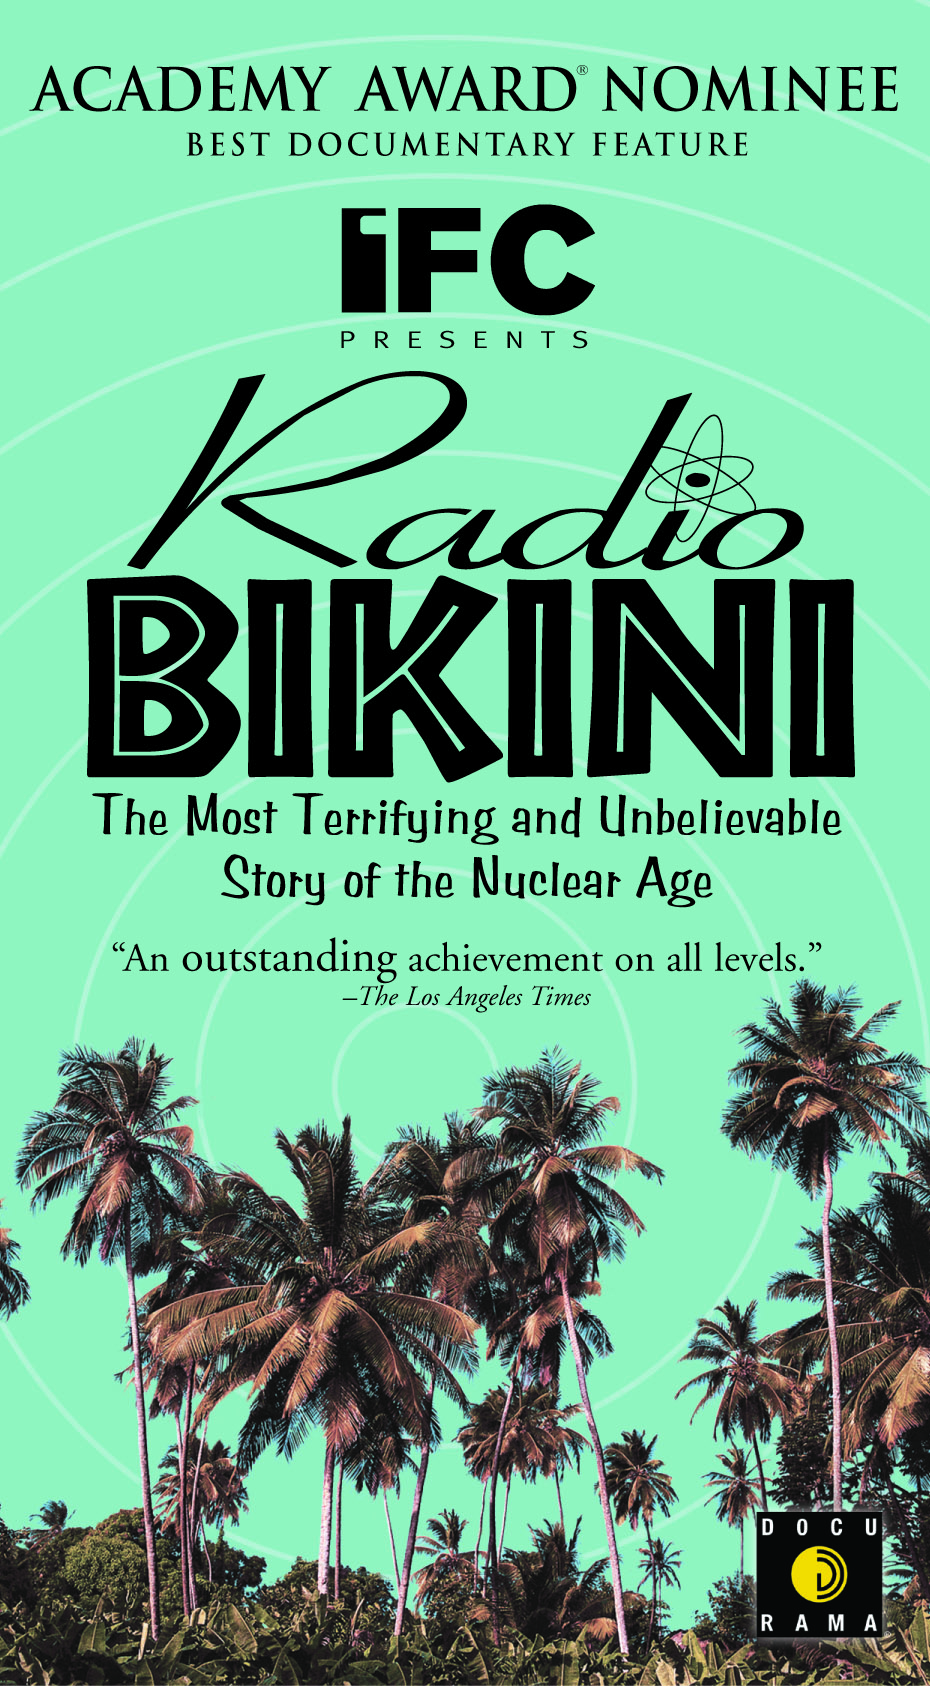 ACADEMY AWARD® NOMINEE
BEST DOCUMENTARY FEATURE
iFC
PRESENTS
Radio
BIKINI
The Most Terrifying and Unbelievable
Story of the Nuclear Age
“An outstanding achievement on all levels.”
–The Los Angeles Times
DOCU
RAMA